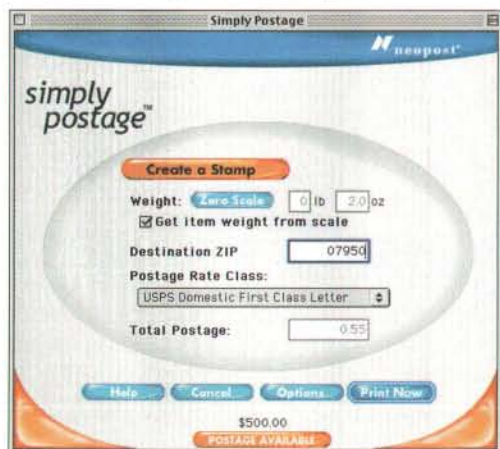 Simply Postage
neopost®
simply
postage™
Create a Stamp
Weight: Zero Scale 0 lb 2.0 oz
Get item weight from scale
Destination ZIP 07950
Postage Rate Class:
USPS Domestic First Class Letter
Total Postage: 0.55
Help Cancel Options Print Now
$500.00
POSTAGE AVAILABLE